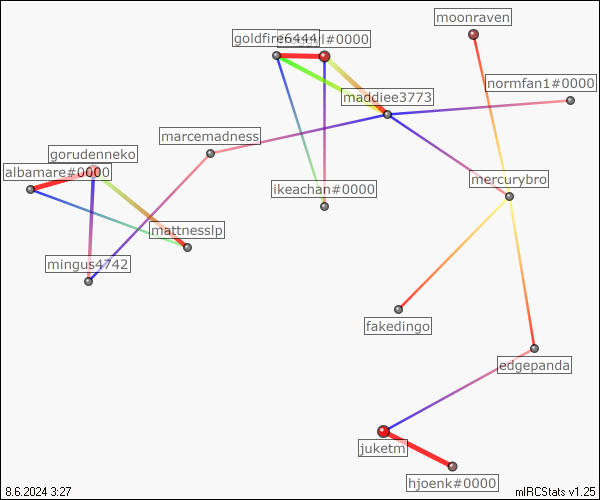 moonraven
goldfire6444
#0000
normfan1#0000
maddiee3773
marcemadness
gorudenneko
albamare#0000
mercurybro
ikeachan#0000
mattnesslp
mingus4742
fakedingo
edgepanda
juketm
hjoenk#0000
8.6.2024 3:27
mIRCStats v1.25